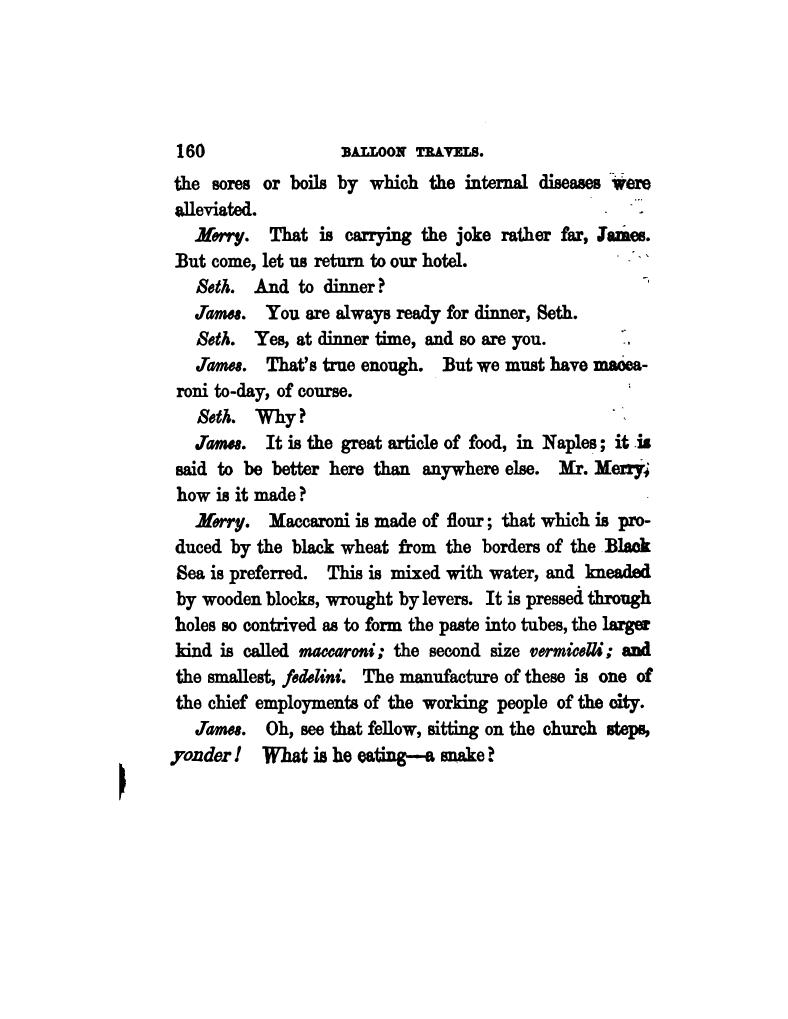 160 BALLOON TRAVELS.
the sores or boils by which the internal diseases were
alleviated.
Merry. That is carrying the joke rather far, James.
But come, let us return to our hotel.
Seth. And to dinner?
James. You are always ready for dinner, Seth.
Seth. Yes, at dinner time, and so are you.
James. That's true enough. But we must have macca-
roni to-day, of course.
Seth. Why?
James. It is the great article of food, in Naples; it is
said to be better here than anywhere else. Mr. Merry,
how is it made?
Merry. Maccaroni is made of flour; that which is pro-
duced by the black wheat from the borders of the Black
Sea is preferred. This is mixed with water, and kneaded
by wooden blocks, wrought by levers. It is pressed through
holes so contrived as to form the paste into tubes, the larger
kind is called maccaroni; the second size vermicelli; and
the smallest, fedelini. The manufacture of these is one of
the chief employments of the working people of the city.
James. Oh, see that fellow, sitting on the church steps,
yonder! What is he eating—a snake?